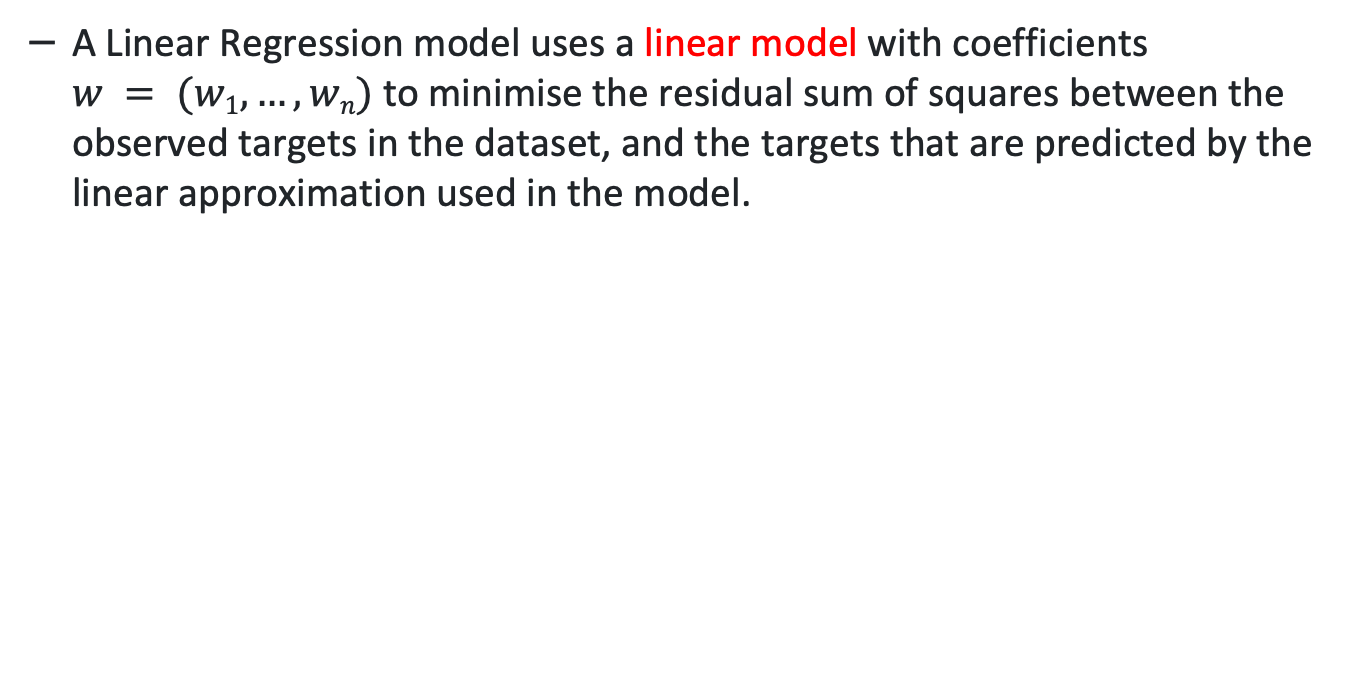 – A Linear Regression model uses a linear model with coefficients
w = (w₁, … , wₙ) to minimise the residual sum of squares between the
observed targets in the dataset, and the targets that are predicted by the
linear approximation used in the model.